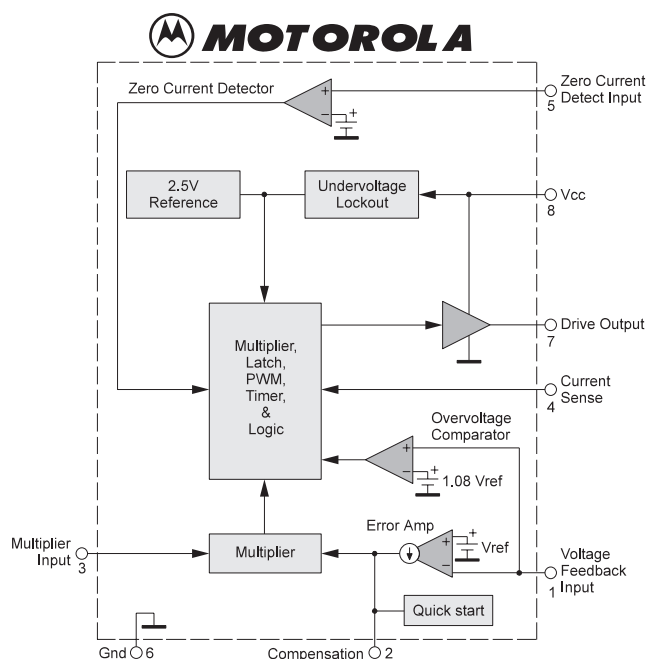 MOTOROLA
Zero Current Detector
+
−
+
Zero Current
Detect Input
5
2.5V
Reference
Undervoltage
Lockout
Vcc
8
Multiplier,
Latch,
PWM,
Timer,
&
Logic
Drive Output
7
Current
Sense
4
Overvoltage
Comparator
+
−
+
1.08 Vref
Error Amp
+
−
+
Vref
Multiplier
Input
3
Multiplier
Voltage
Feedback
Input
1
Quick start
Gnd 6
Compensation 2